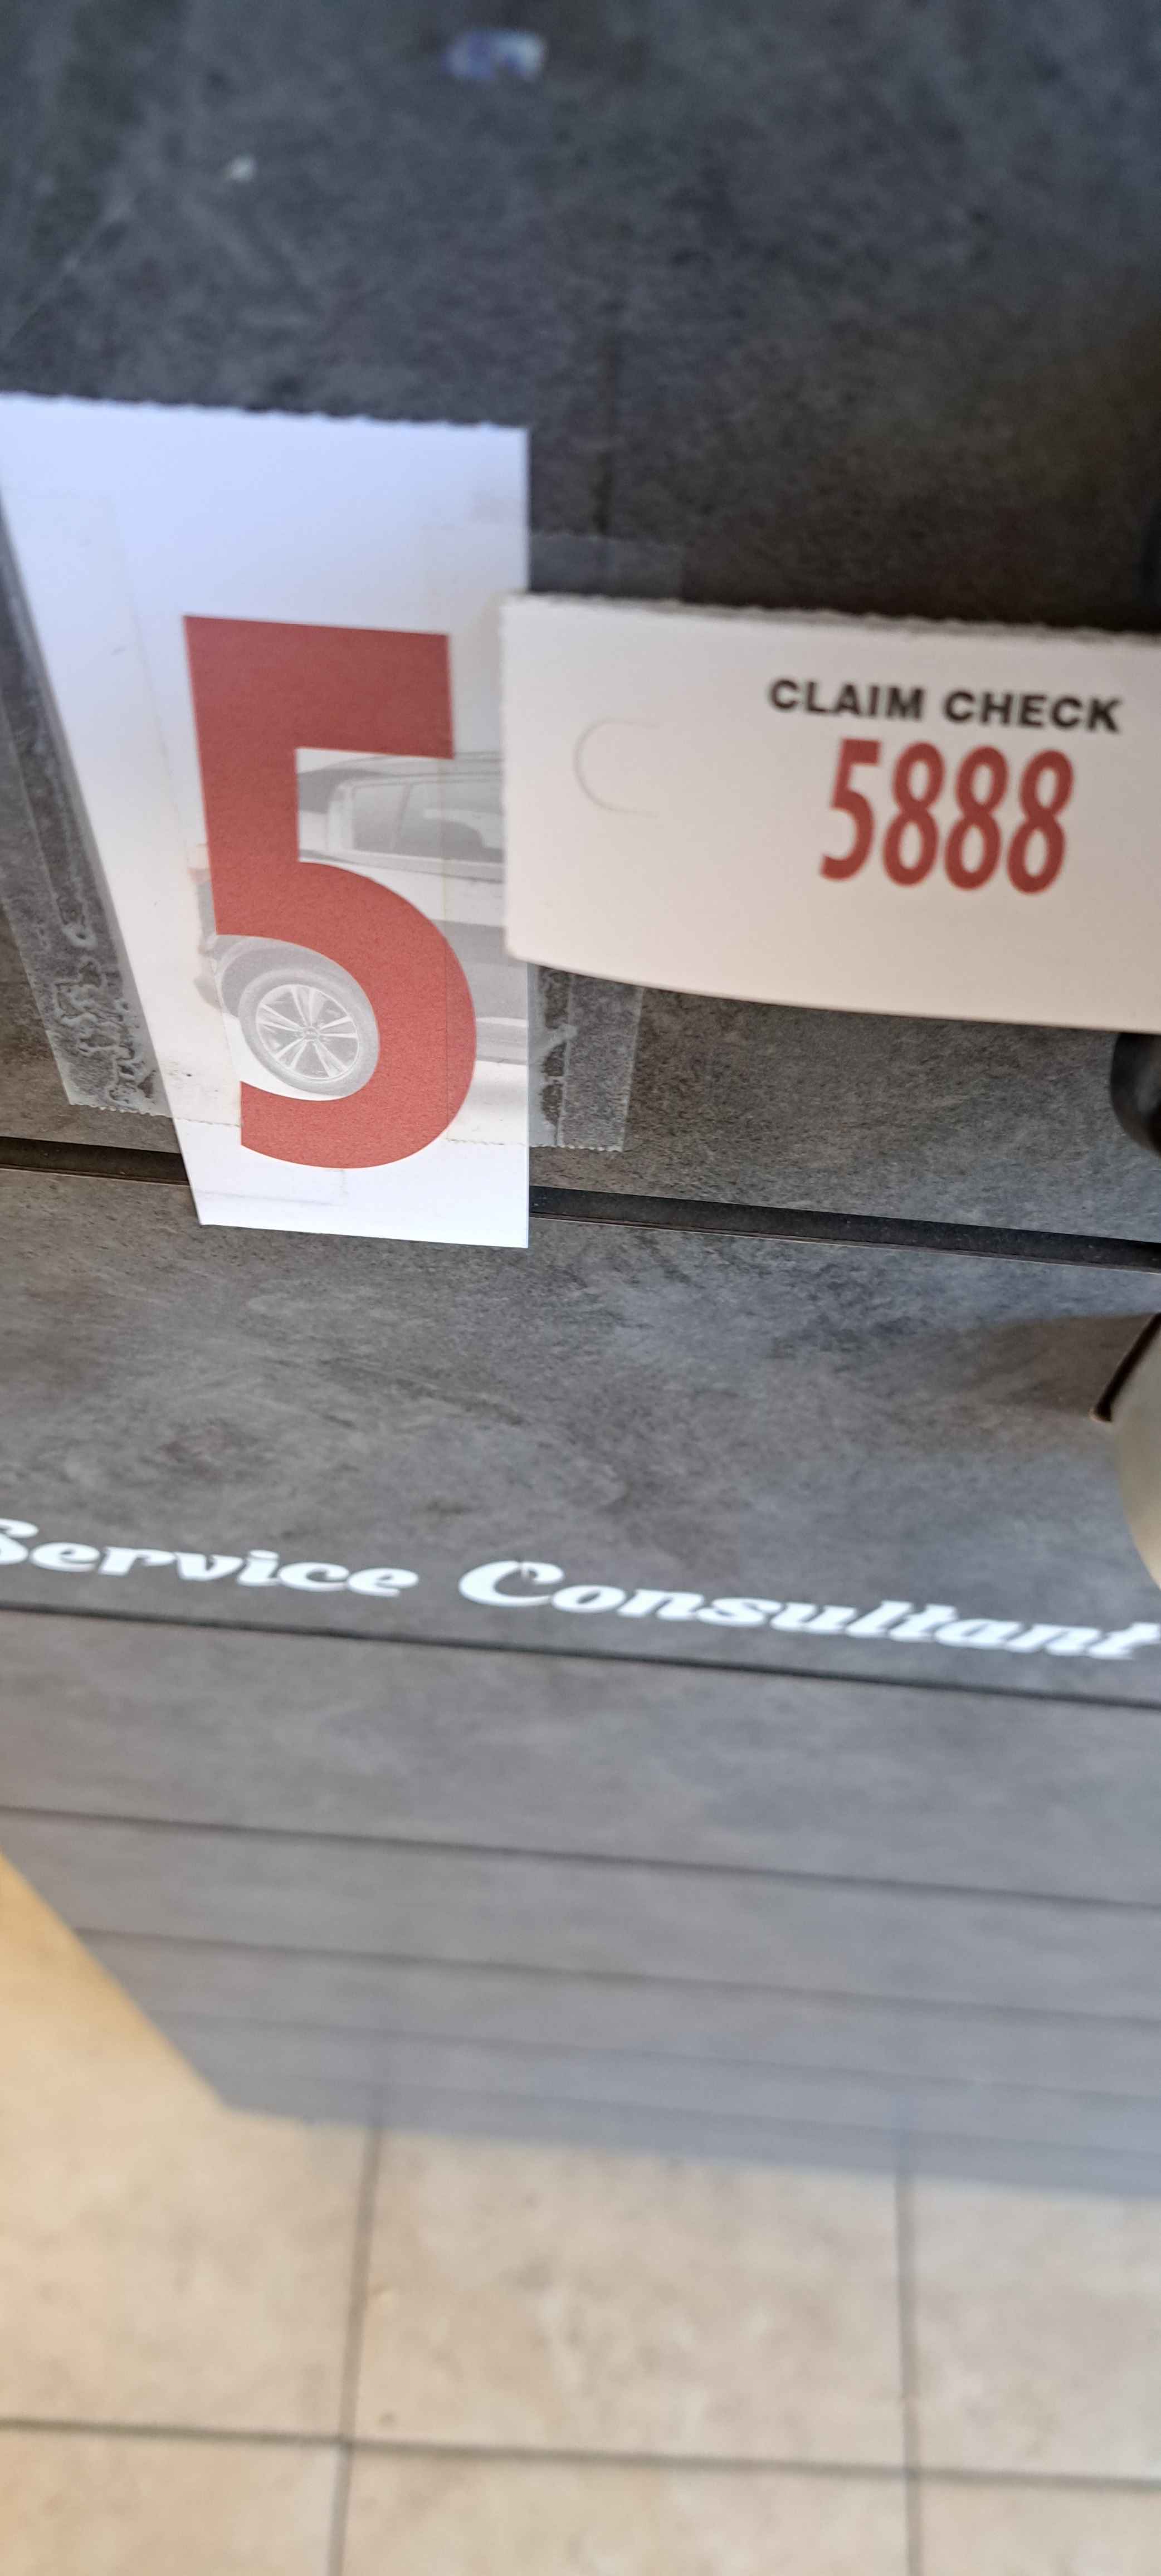 5
CLAIM CHECK
5888
Service Consultant